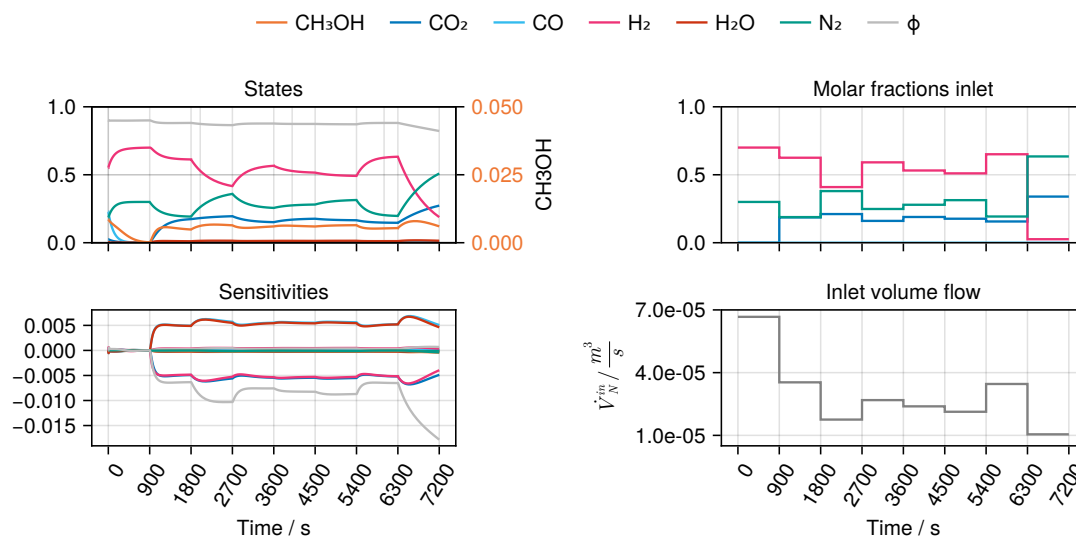 CH₃OH CO₂ CO H₂ H₂O N₂ ϕ
States
Molar fractions inlet
1.0
0.5
0.0
0.050
0.025
0.000
CH3OH
1.0
0.5
0.0
Sensitivities
Inlet volume flow
0.005
0.000
−0.005
−0.010
−0.015
0 900 1800 2700 3600 4500 5400 6300 7200
Time / s
V̇_N^{in} / m³/s
7.0e-05
4.0e-05
1.0e-05
0 900 1800 2700 3600 4500 5400 6300 7200
Time / s